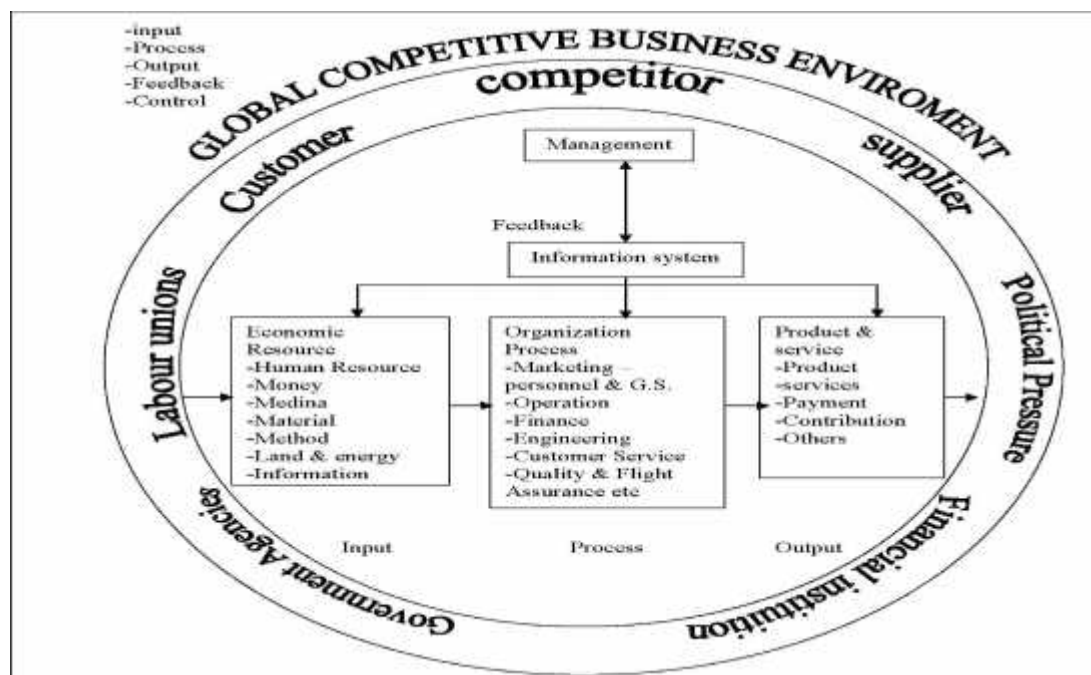 -input
-Process
-Output
-Feedback
-Control
GLOBAL COMPETITIVE BUSINESS ENVIROMENT
competitor
Customer
supplier
Labour unions
Political Pressure
Government Agencies
Financial instituition
Management
Feedback
Information system
Economic
Resource
-Human Resource
-Money
-Medina
-Material
-Method
-Land & energy
-Information
Organization
Process
-Marketing –
personnel & G.S.
-Operation
-Finance
-Engineering
-Customer Service
-Quality & Flight
Assurance etc
Product &
service
-Product
-services
-Payment
-Contribution
-Others
Input
Process
Output